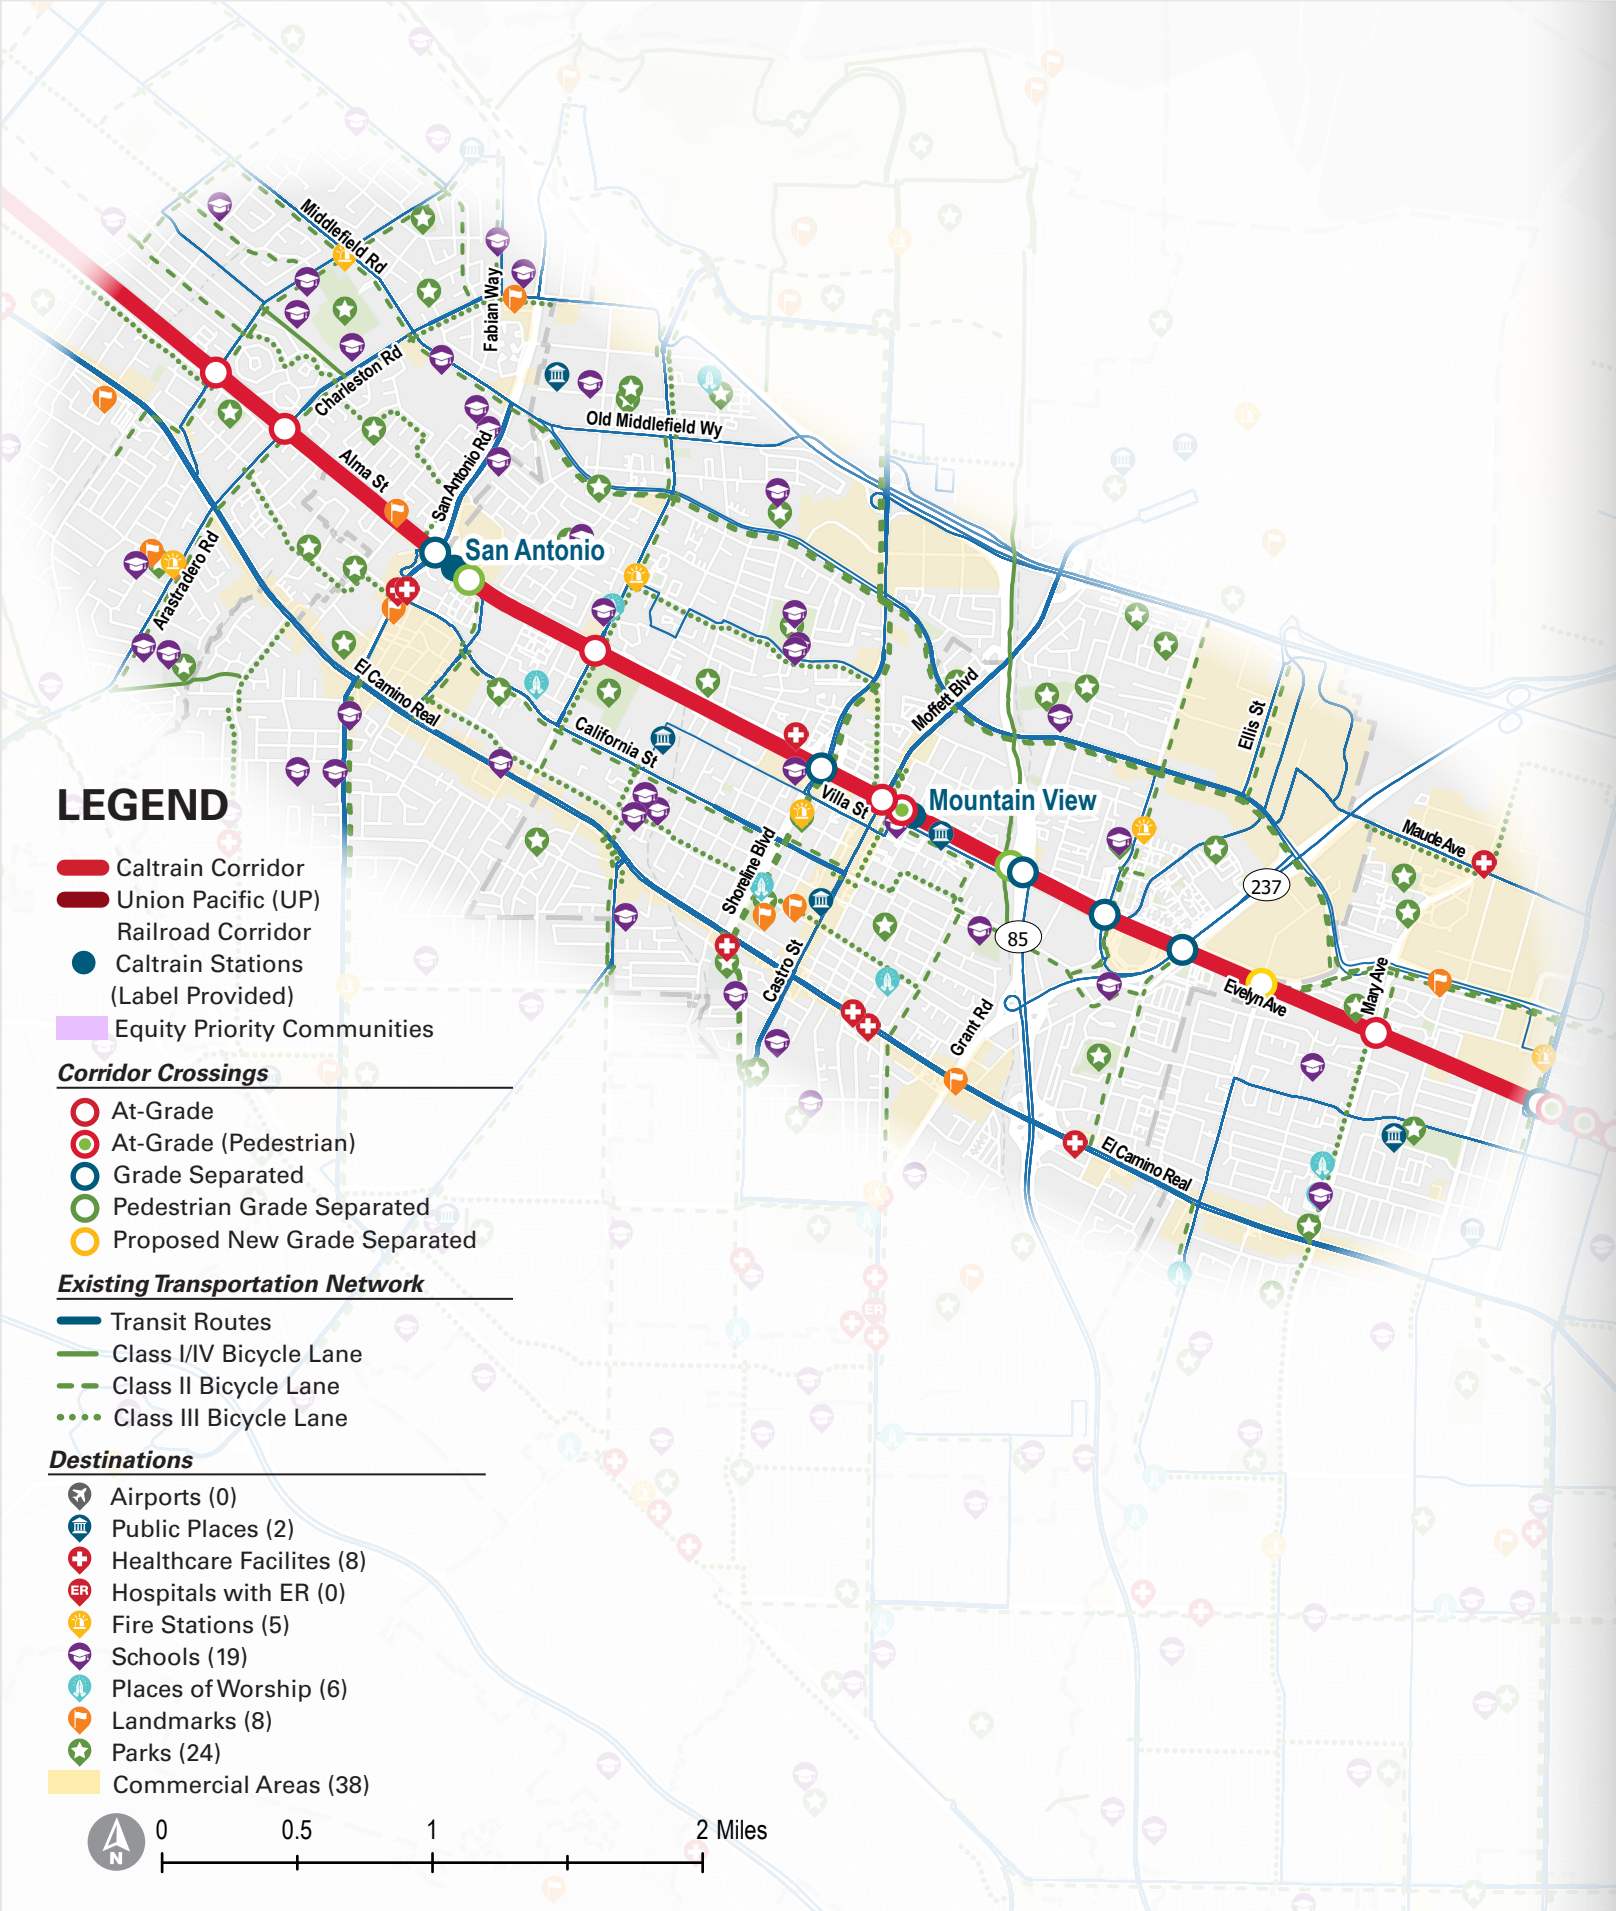 Middlefield Rd
Fabian Way
Charleston Rd
Old Middlefield Wy
San Antonio Rd
Alma St
San Antonio
Arastradero Rd
El Camino Real
California St
Moffett Blvd
Ellis St
Villa St
Mountain View
Shoreline Blvd
Maude Ave
237
85
Castro St
Mary Ave
Evelyn Ave
Grant Rd
El Camino Real
ER
LEGEND
Caltrain Corridor
Union Pacific (UP)
Railroad Corridor
Caltrain Stations
(Label Provided)
Equity Priority Communities
Corridor Crossings
At-Grade
At-Grade (Pedestrian)
Grade Separated
Pedestrian Grade Separated
Proposed New Grade Separated
Existing Transportation Network
Transit Routes
Class I/IV Bicycle Lane
Class II Bicycle Lane
Class III Bicycle Lane
Destinations
Airports (0)
Public Places (2)
Healthcare Facilites (8)
ER Hospitals with ER (0)
Fire Stations (5)
Schools (19)
Places of Worship (6)
Landmarks (8)
Parks (24)
Commercial Areas (38)
N
0 0.5 1 2 Miles